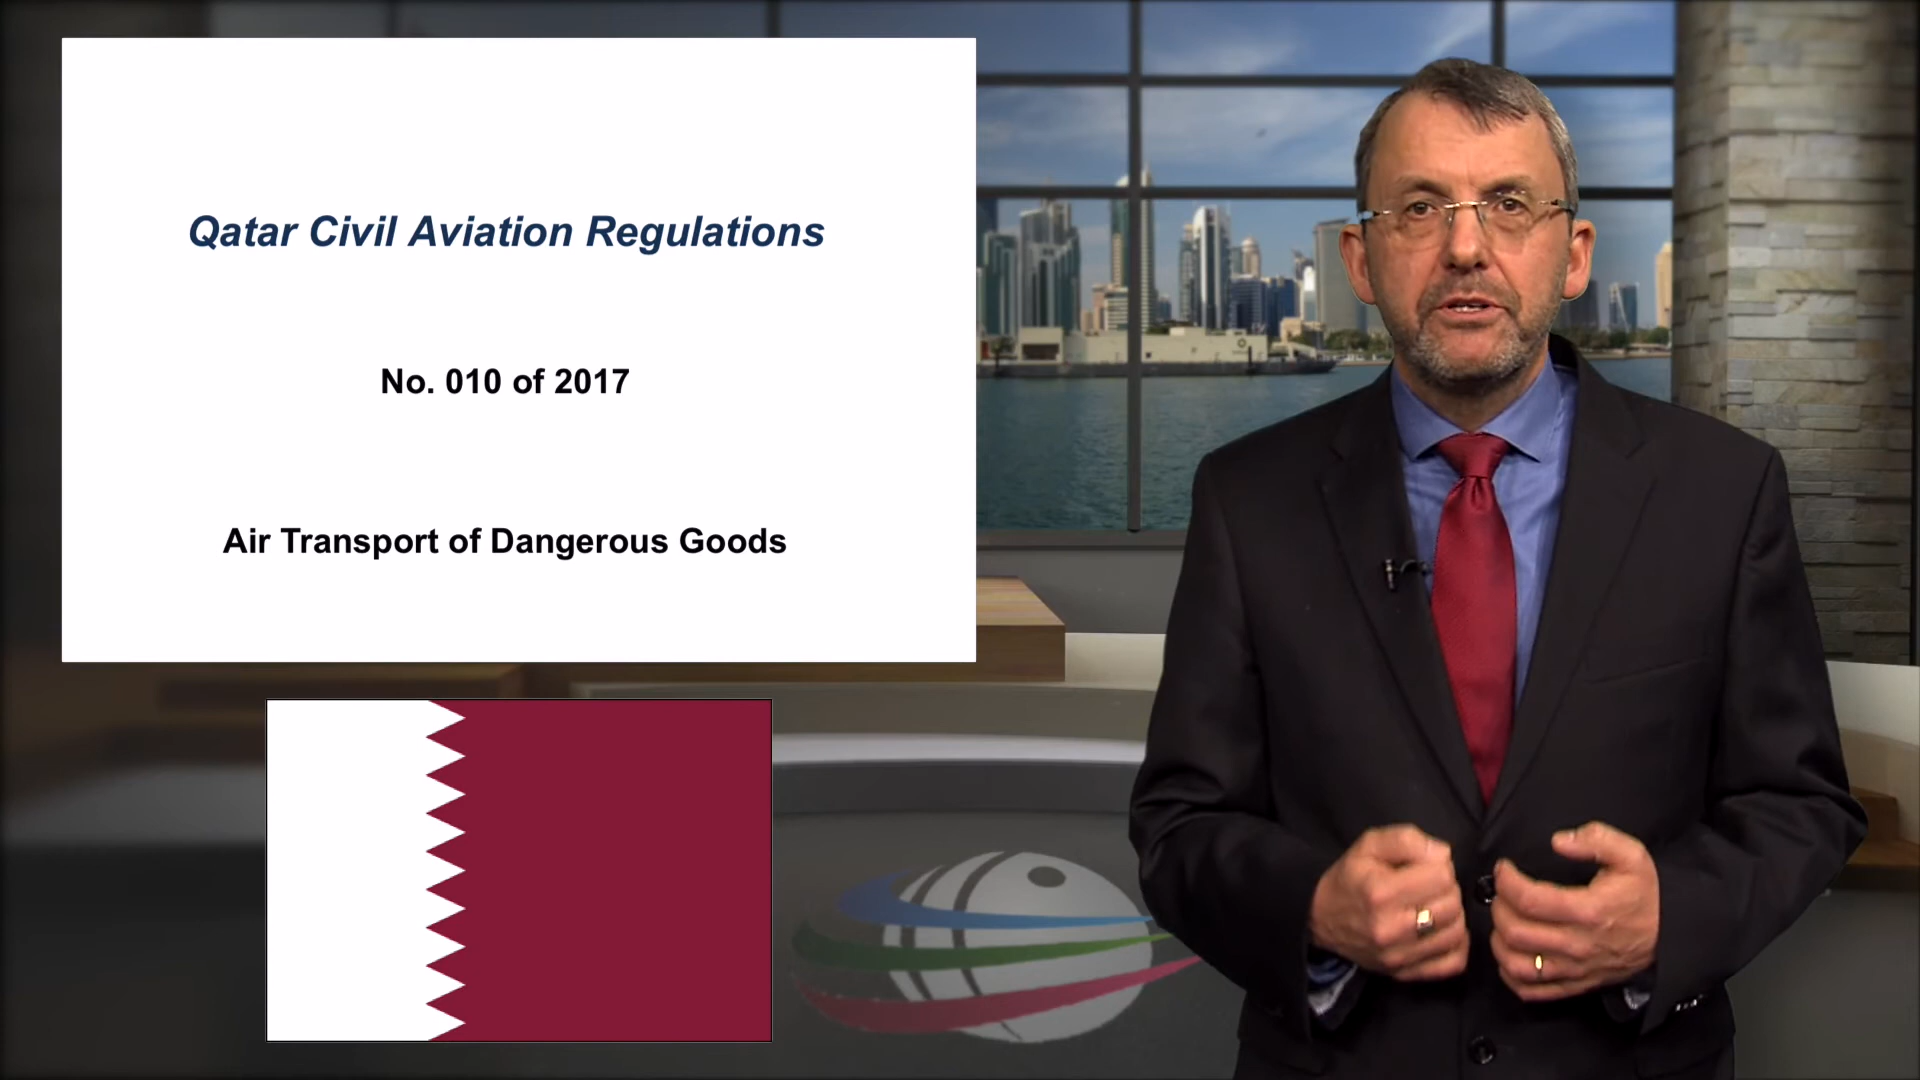 Qatar Civil Aviation Regulations
No. 010 of 2017
Air Transport of Dangerous Goods